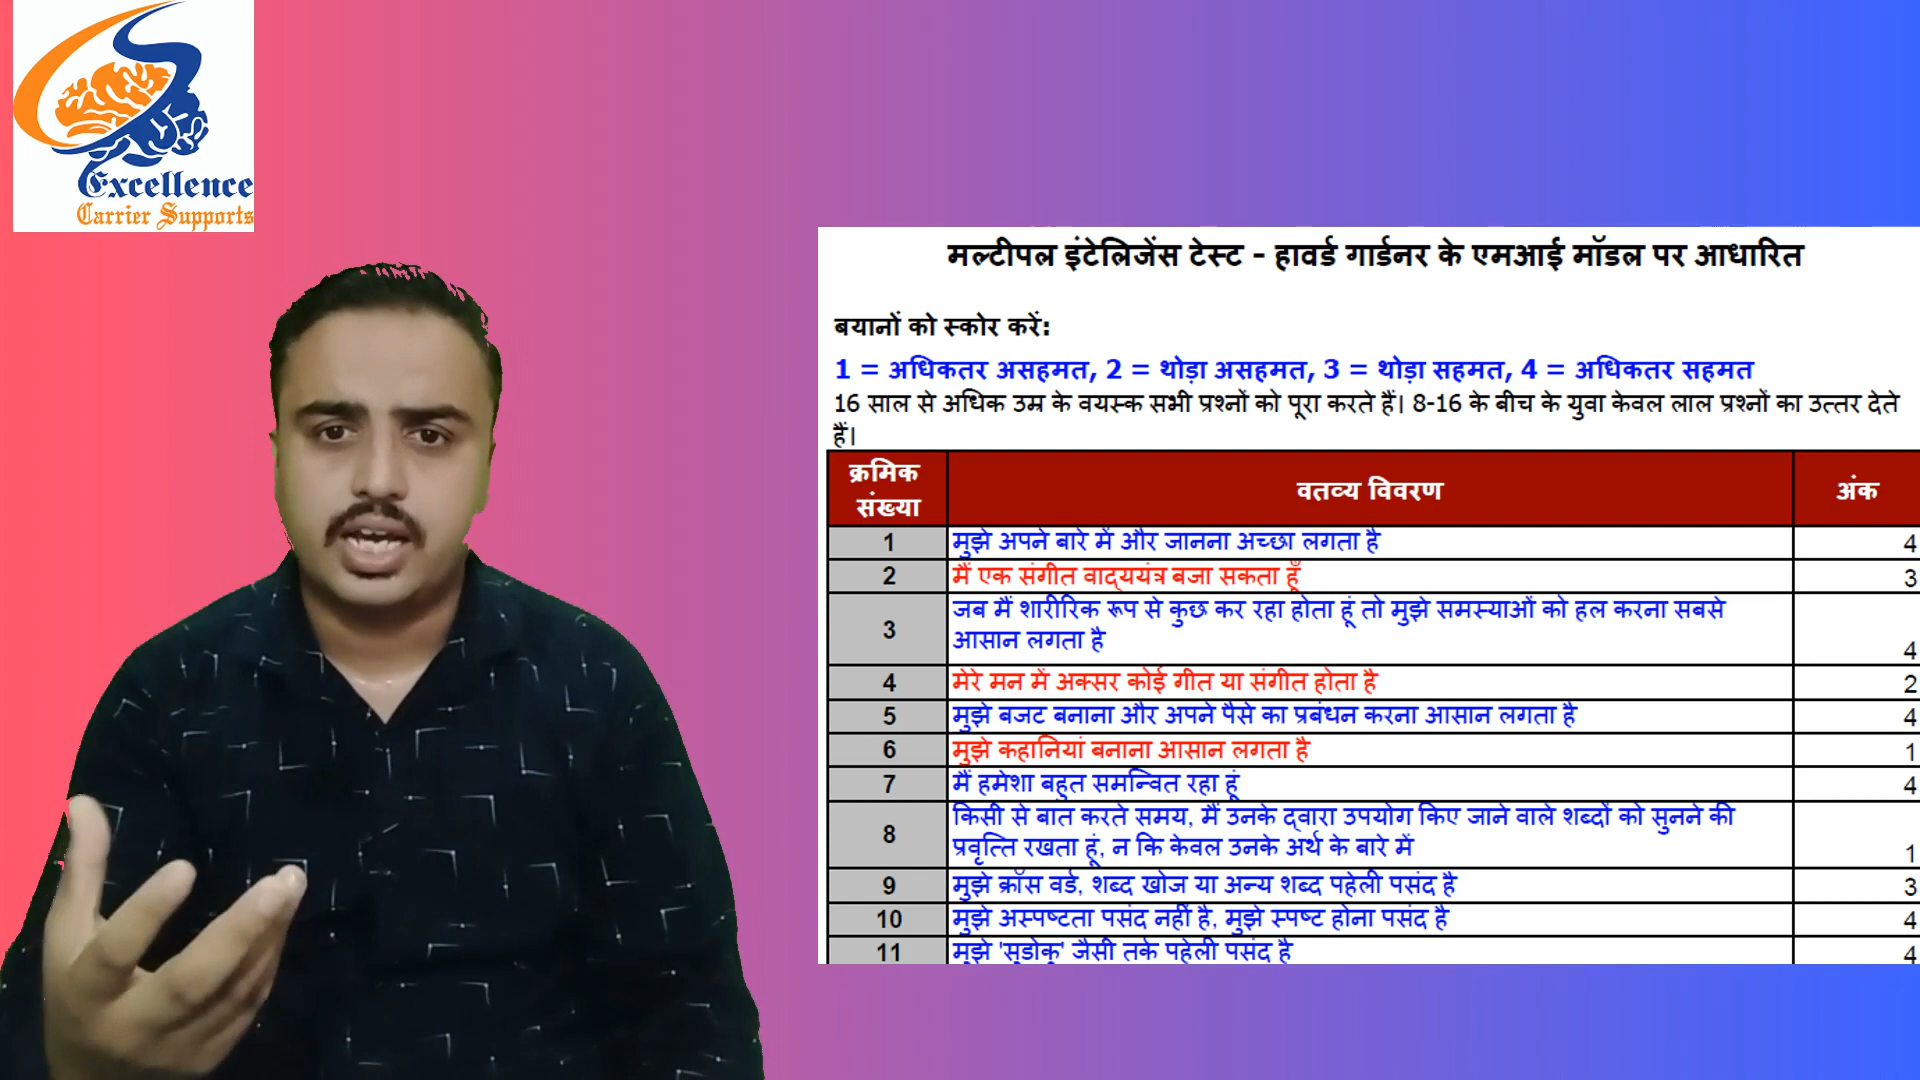 Excellence
Carrier Supports
मल्टीपल इंटेलिजेंस टेस्ट - हावर्ड गार्डनर के एमआई मॉडल पर आधारित
बयानों को स्कोर करें:
1 = अधिकतर असहमत, 2 = थोड़ा असहमत, 3 = थोड़ा सहमत, 4 = अधिकतर सहमत
16 साल से अधिक उम्र के वयस्क सभी प्रश्नों को पूरा करते हैं। 8-16 के बीच के युवा केवल लाल प्रश्नों का उत्तर देते
हैं।
क्रमिक संख्या वतव्य विवरण अंक
1 मुझे अपने बारे में और जानना अच्छा लगता है 4
2 मैं एक संगीत वाद्ययंत्र बजा सकता हूँ 3
3 जब मैं शारीरिक रूप से कुछ कर रहा होता हूं तो मुझे समस्याओं को हल करना सबसे
आसान लगता है 4
4 मेरे मन में अक्सर कोई गीत या संगीत होता है 2
5 मुझे बजट बनाना और अपने पैसे का प्रबंधन करना आसान लगता है 4
6 मुझे कहानियां बनाना आसान लगता है 1
7 मैं हमेशा बहुत समन्वित रहा हूं 4
8 किसी से बात करते समय, मैं उनके द्वारा उपयोग किए जाने वाले शब्दों को सुनने की
प्रवृत्ति रखता हूं, न कि केवल उनके अर्थ के बारे में 1
9 मुझे क्रॉस वर्ड, शब्द खोज या अन्य शब्द पहेली पसंद है 3
10 मुझे अस्पष्टता पसंद नहीं है, मुझे स्पष्ट होना पसंद है 4
11 मुझे 'सुडोकू' जैसी तर्क पहेली पसंद है 4